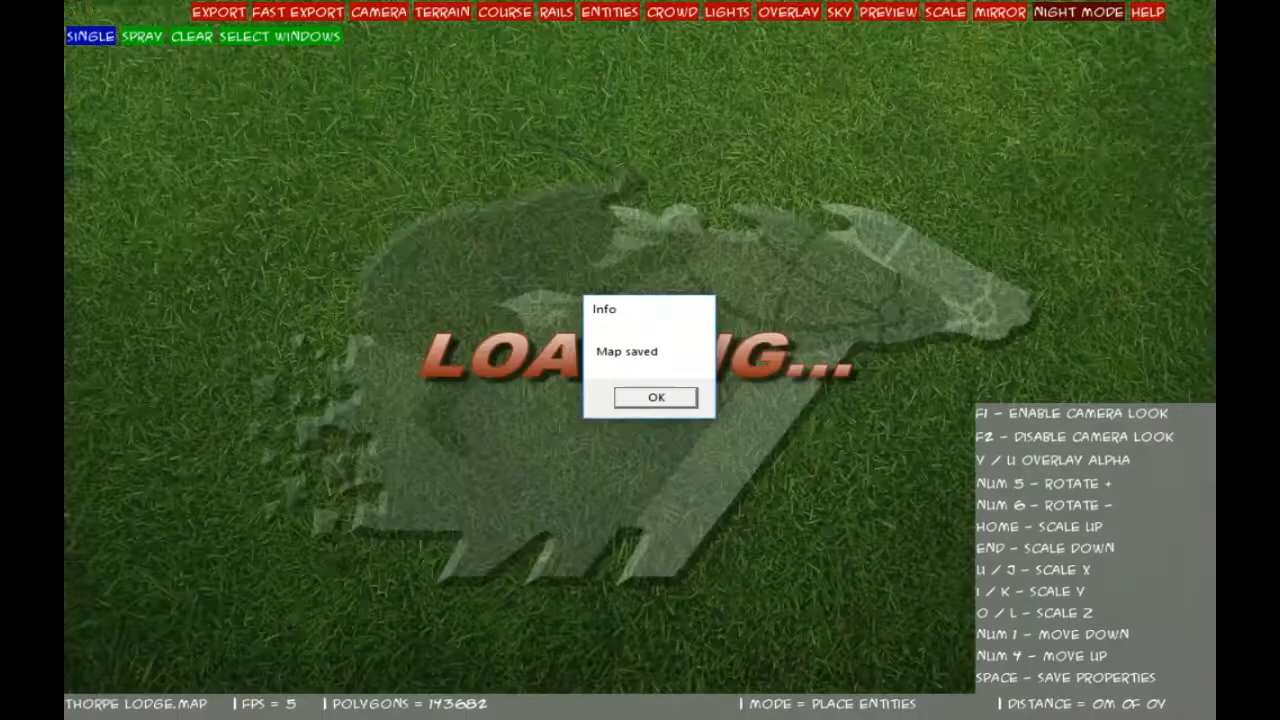 EXPORT FAST EXPORT CAMERA TERRAIN COURSE RAILS ENTITIES CROWD LIGHTS OVERLAY SKY PREVIEW SCALE MIRROR NIGHT MODE HELP
SINGLE SPRAY CLEAR SELECT WINDOWS
Info
Map saved
LOA NG...
OK
F1 - ENABLE CAMERA LOOK
F2 - DISABLE CAMERA LOOK
Y / U OVERLAY ALPHA
NUM 5 - ROTATE +
NUM 6 - ROTATE -
HOME - SCALE UP
END - SCALE DOWN
U / J - SCALE X
I / K - SCALE Y
O / L - SCALE Z
NUM 1 - MOVE DOWN
NUM 4 - MOVE UP
SPACE - SAVE PROPERTIES
THORPE LODGE.MAP | FPS = 5 | POLYGONS = 143682 | MODE = PLACE ENTITIES | DISTANCE = 0M OF 0Y